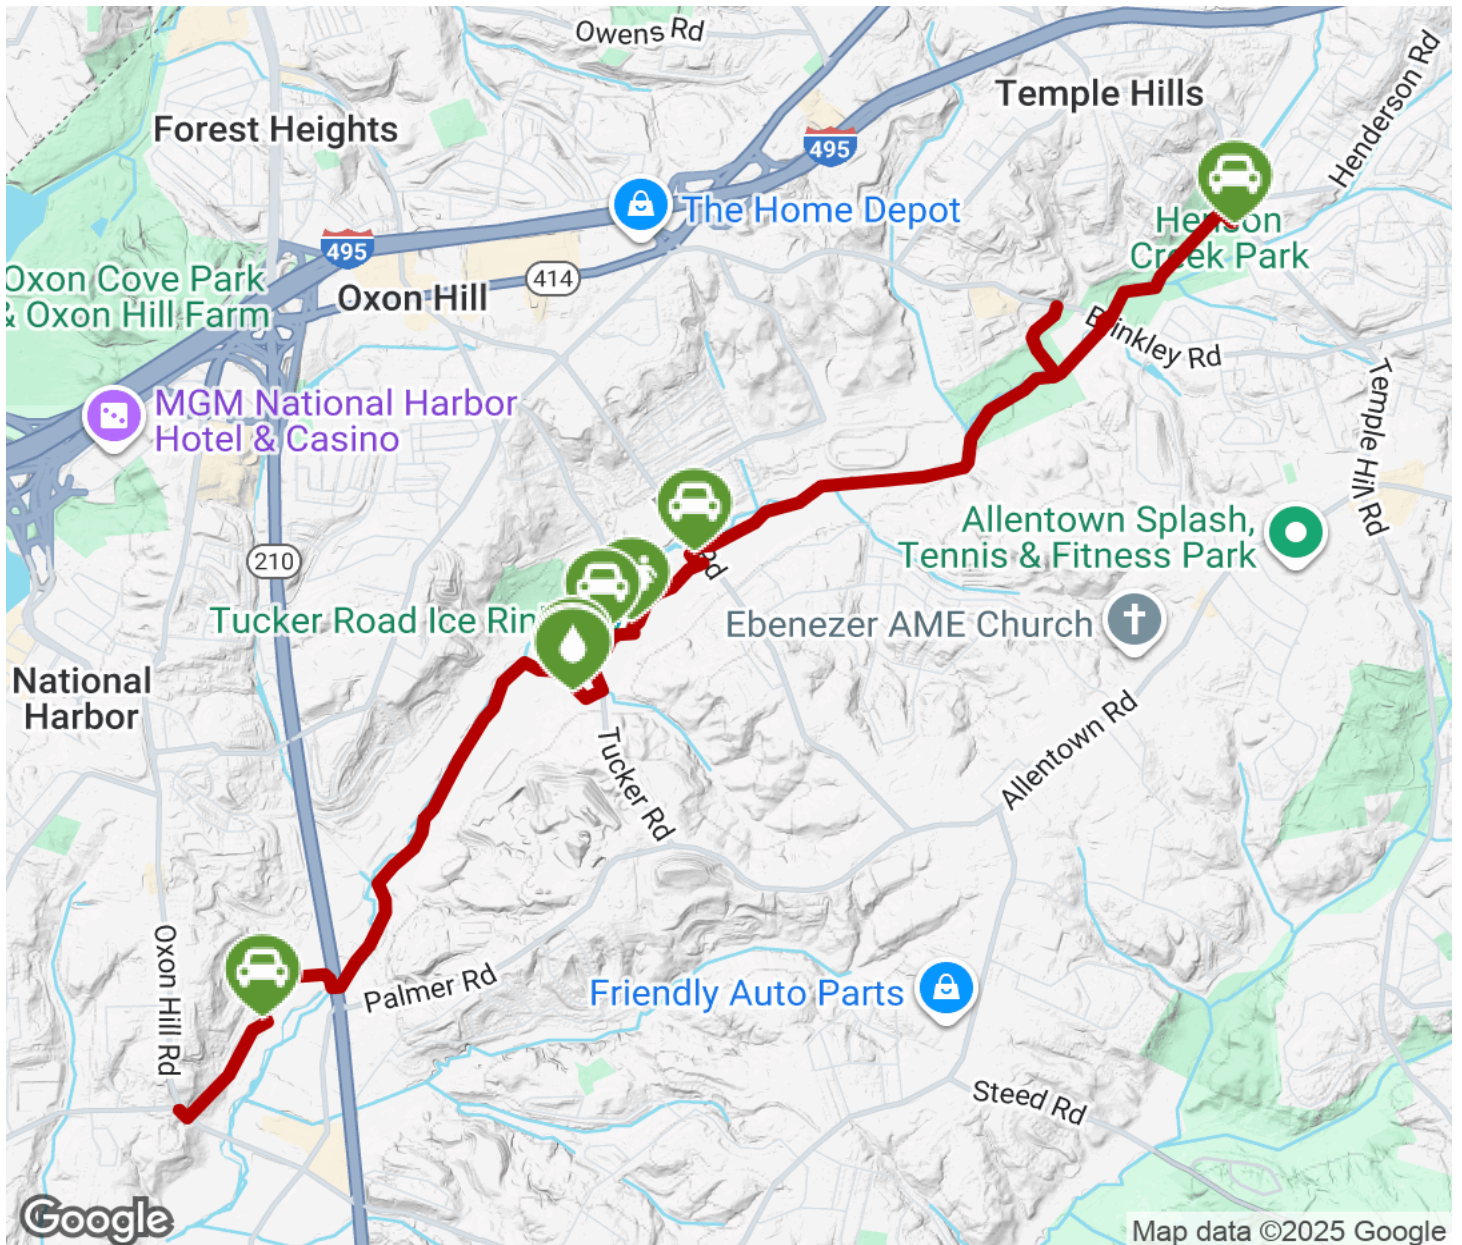 Owens Rd
Temple Hills
Henderson Rd
Forest Heights
495
The Home Depot
Henson
Creek Park
495
Oxon Cove Park
& Oxon Hill Farm
414
Oxon Hill
Brinkley Rd
MGM National Harbor
Hotel & Casino
Temple Hill Rd
Allentown Splash,
Tennis & Fitness Park
210
Rd
Tucker Road Ice Rin
Ebenezer AME Church
National
Harbor
Allentown Rd
Tucker Rd
Oxon Hill Rd
Palmer Rd
Friendly Auto Parts
Steed Rd
Google
Map data ©2025 Google